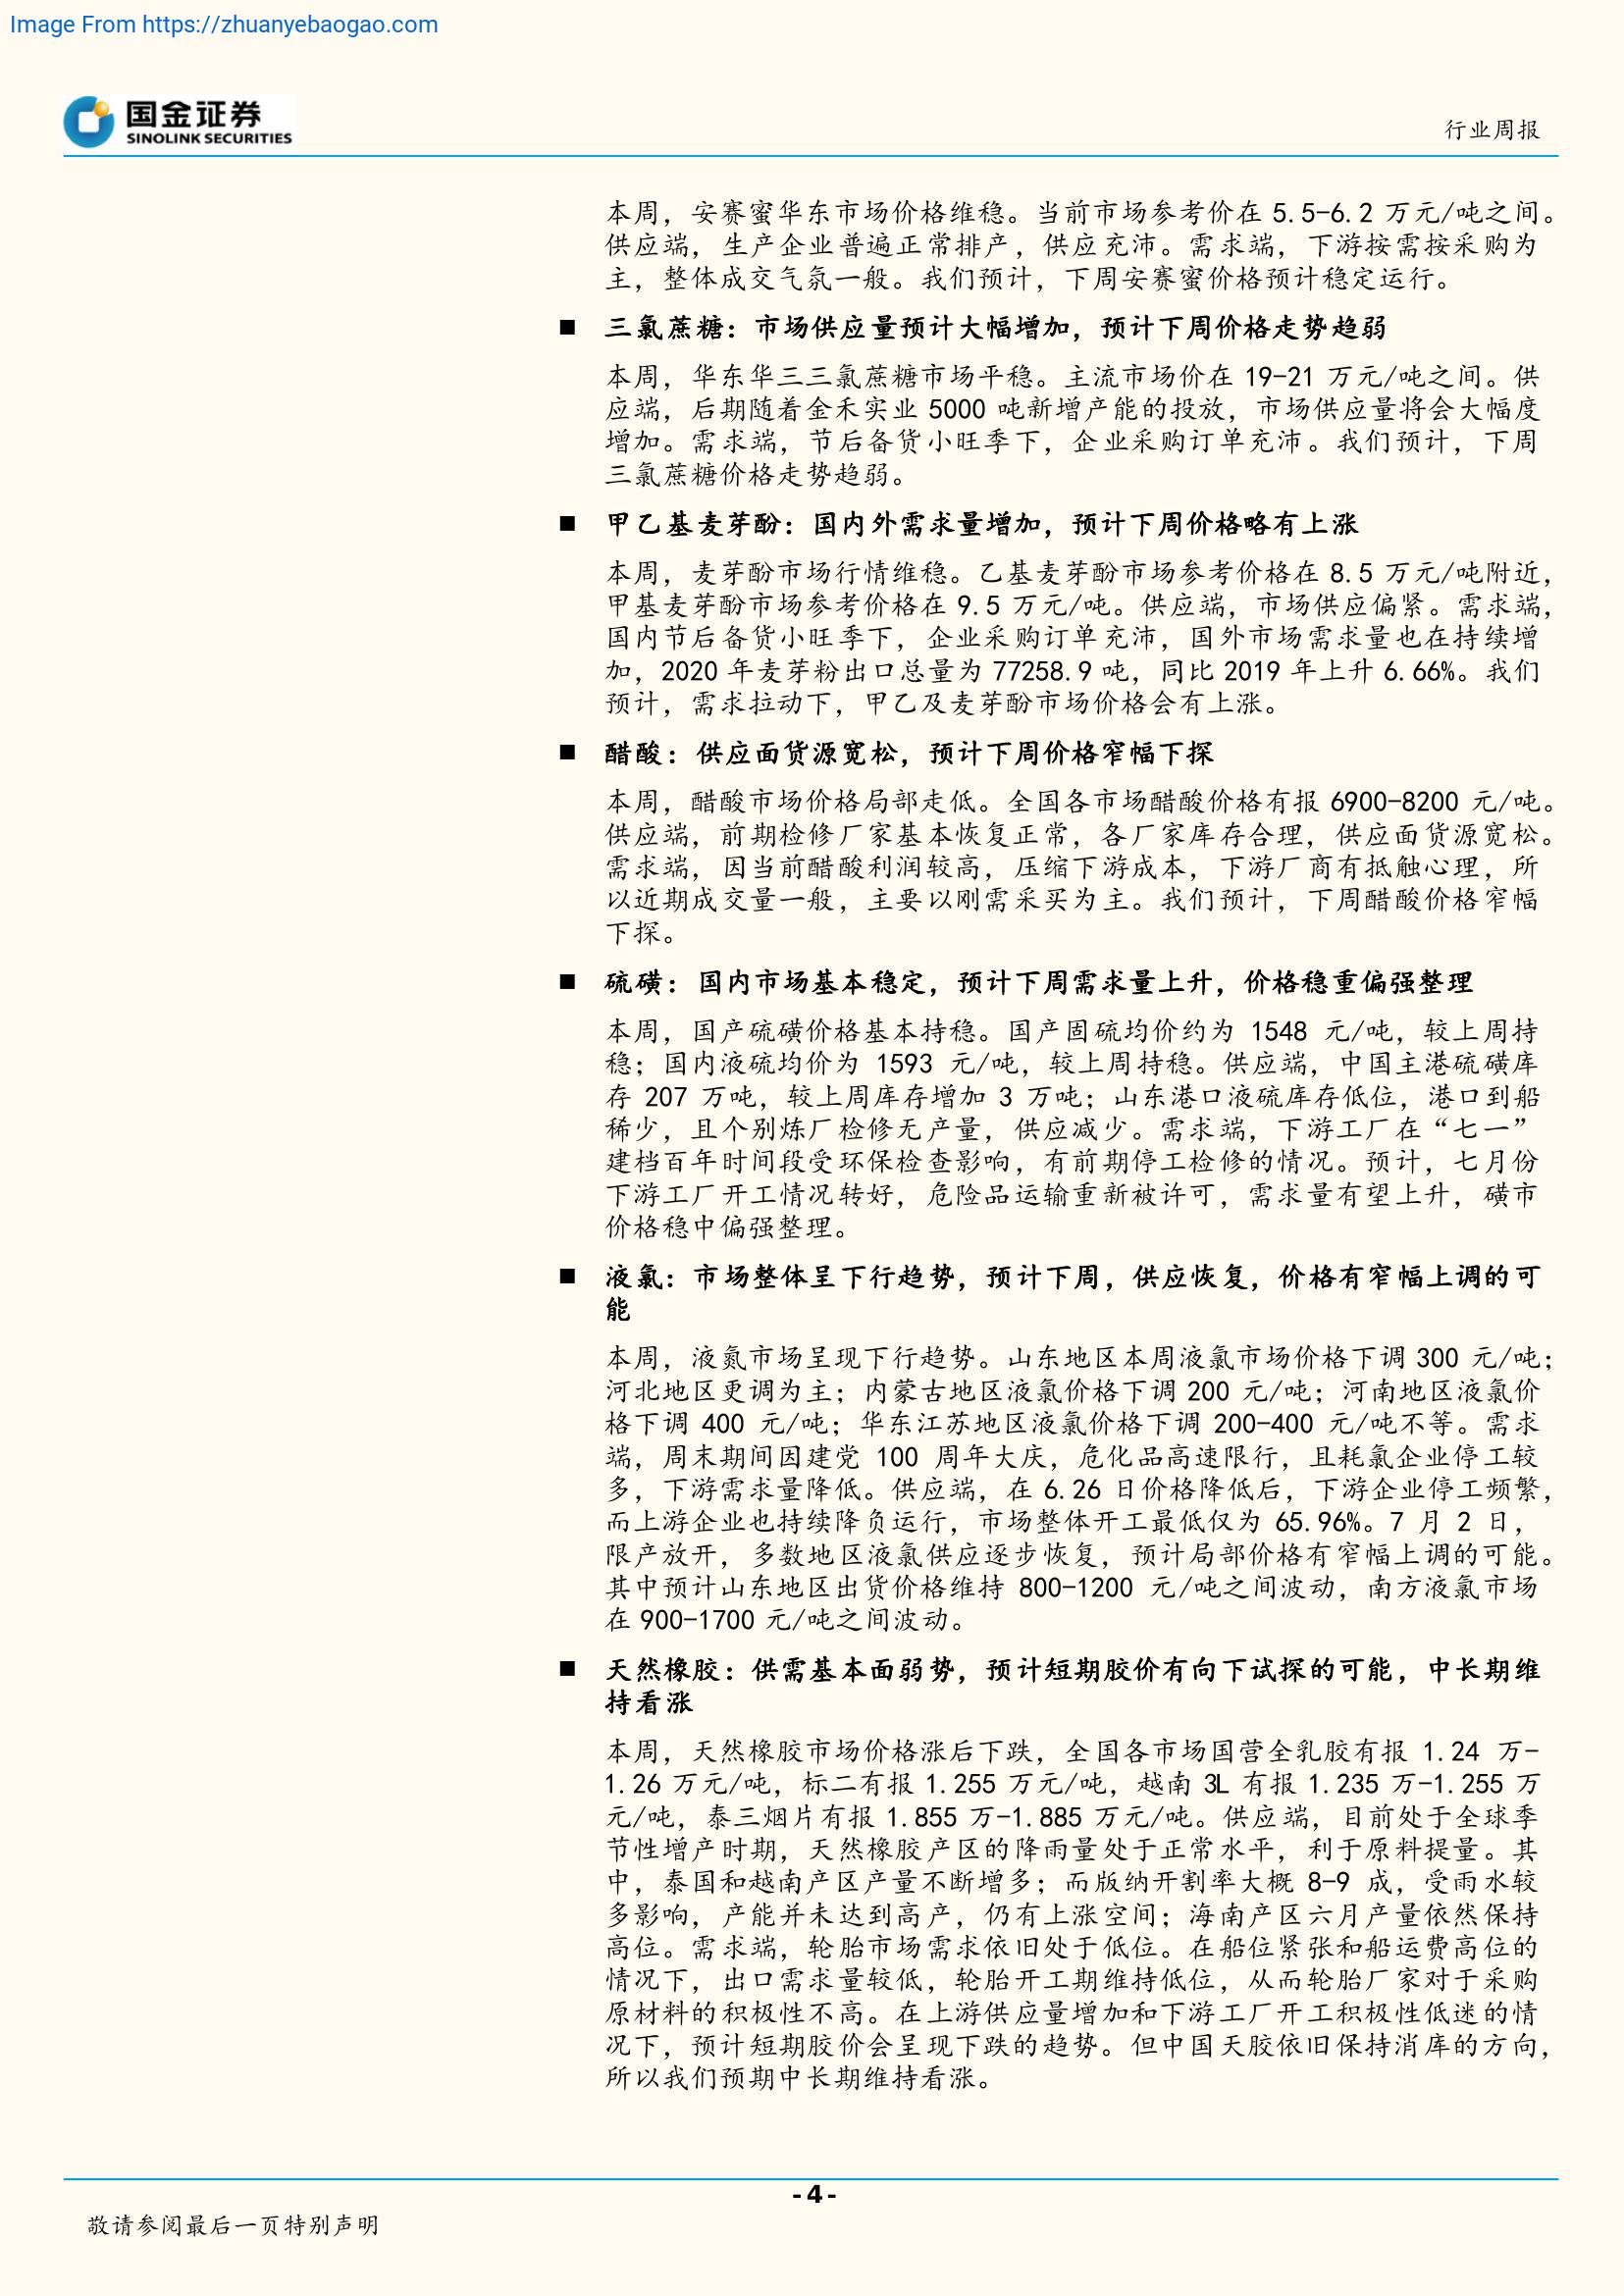 Image From https://zhuanyebaogao.com
国金证券
SINOLINK SECURITIES
行业周报
本周，安赛蜜华东市场价格维稳。当前市场参考价在 5.5-6.2 万元/吨之间。
供应端，生产企业普遍正常排产，供应充沛。需求端，下游按需按采购为
主，整体成交气氛一般。我们预计，下周安赛蜜价格预计稳定运行。
■ 三氯蔗糖：市场供应量预计大幅增加，预计下周价格走势趋弱
本周，华东华三三氯蔗糖市场平稳。主流市场价在 19-21 万元/吨之间。供
应端，后期随着金禾实业 5000 吨新增产能的投放，市场供应量将会大幅度
增加。需求端，节后备货小旺季下，企业采购订单充沛。我们预计，下周
三氯蔗糖价格走势趋弱。
■ 甲乙基麦芽酚：国内外需求量增加，预计下周价格略有上涨
本周，麦芽酚市场行情维稳。乙基麦芽酚市场参考价格在 8.5 万元/吨附近，
甲基麦芽酚市场参考价格在 9.5 万元/吨。供应端，市场供应偏紧。需求端，
国内节后备货小旺季下，企业采购订单充沛，国外市场需求量也在持续增
加，2020 年麦芽粉出口总量为 77258.9 吨，同比 2019 年上升 6.66%。我们
预计，需求拉动下，甲乙及麦芽酚市场价格会有上涨。
■ 醋酸：供应面货源宽松，预计下周价格窄幅下探
本周，醋酸市场价格局部走低。全国各市场醋酸价格有报 6900-8200 元/吨。
供应端，前期检修厂家基本恢复正常，各厂家库存合理，供应面货源宽松。
需求端，因当前醋酸利润较高，压缩下游成本，下游厂商有抵触心理，所
以近期成交量一般，主要以刚需采买为主。我们预计，下周醋酸价格窄幅
下探。
■ 硫磺：国内市场基本稳定，预计下周需求量上升，价格稳重偏强整理
本周，国产硫磺价格基本持稳。国产固硫均价约为 1548 元/吨，较上周持
稳；国内液硫均价为 1593 元/吨，较上周持稳。供应端，中国主港硫磺库
存 207 万吨，较上周库存增加 3 万吨；山东港口液硫库存低位，港口到船
稀少，且个别炼厂检修无产量，供应减少。需求端，下游工厂在“七一”
建档百年时间段受环保检查影响，有前期停工检修的情况。预计，七月份
下游工厂开工情况转好，危险品运输重新被许可，需求量有望上升，磺市
价格稳中偏强整理。
■ 液氯：市场整体呈下行趋势，预计下周，供应恢复，价格有窄幅上调的可
能
本周，液氮市场呈现下行趋势。山东地区本周液氯市场价格下调 300 元/吨；
河北地区更调为主；内蒙古地区液氯价格下调 200 元/吨；河南地区液氯价
格下调 400 元/吨；华东江苏地区液氯价格下调 200-400 元/吨不等。需求
端，周末期间因建党 100 周年大庆，危化品高速限行，且耗氯企业停工较
多，下游需求量降低。供应端，在 6.26 日价格降低后，下游企业停工频繁，
而上游企业也持续降负运行，市场整体开工最低仅为 65.96%。7 月 2 日，
限产放开，多数地区液氯供应逐步恢复，预计局部价格有窄幅上调的可能。
其中预计山东地区出货价格维持 800-1200 元/吨之间波动，南方液氯市场
在 900-1700 元/吨之间波动。
■ 天然橡胶：供需基本面弱势，预计短期胶价有向下试探的可能，中长期维
持看涨
本周，天然橡胶市场价格涨后下跌，全国各市场国营全乳胶有报 1.24 万-
1.26 万元/吨，标二有报 1.255 万元/吨，越南 3L 有报 1.235 万-1.255 万
元/吨，泰三烟片有报 1.855 万-1.885 万元/吨。供应端，目前处于全球季
节性增产时期，天然橡胶产区的降雨量处于正常水平，利于原料提量。其
中，泰国和越南产区产量不断增多；而版纳开割率大概 8-9 成，受雨水较
多影响，产能并未达到高产，仍有上涨空间；海南产区六月产量依然保持
高位。需求端，轮胎市场需求依旧处于低位。在船位紧张和船运费高位的
情况下，出口需求量较低，轮胎开工期维持低位，从而轮胎厂家对于采购
原材料的积极性不高。在上游供应量增加和下游工厂开工积极性低迷的情
况下，预计短期胶价会呈现下跌的趋势。但中国天胶依旧保持消库的方向，
所以我们预期中长期维持看涨。
- 4 -
敬请参阅最后一页特别声明